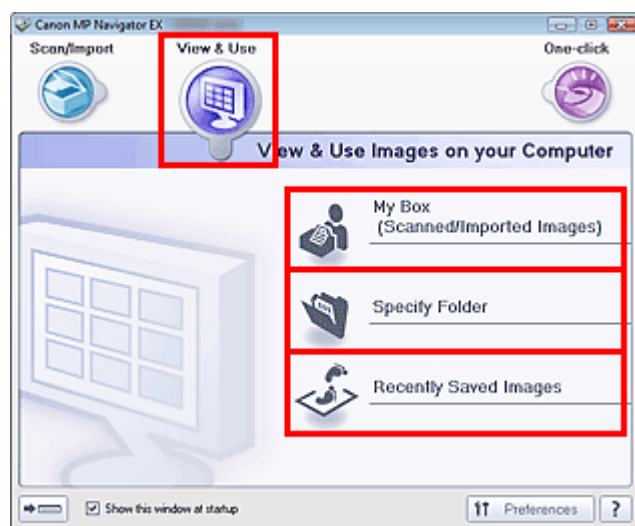 Canon MP Navigator EX
Scan/Import
View & Use
One-click
View & Use Images on your Computer
My Box
(Scanned/Imported Images)
Specify Folder
Recently Saved Images
Show this window at startup
Preferences
?